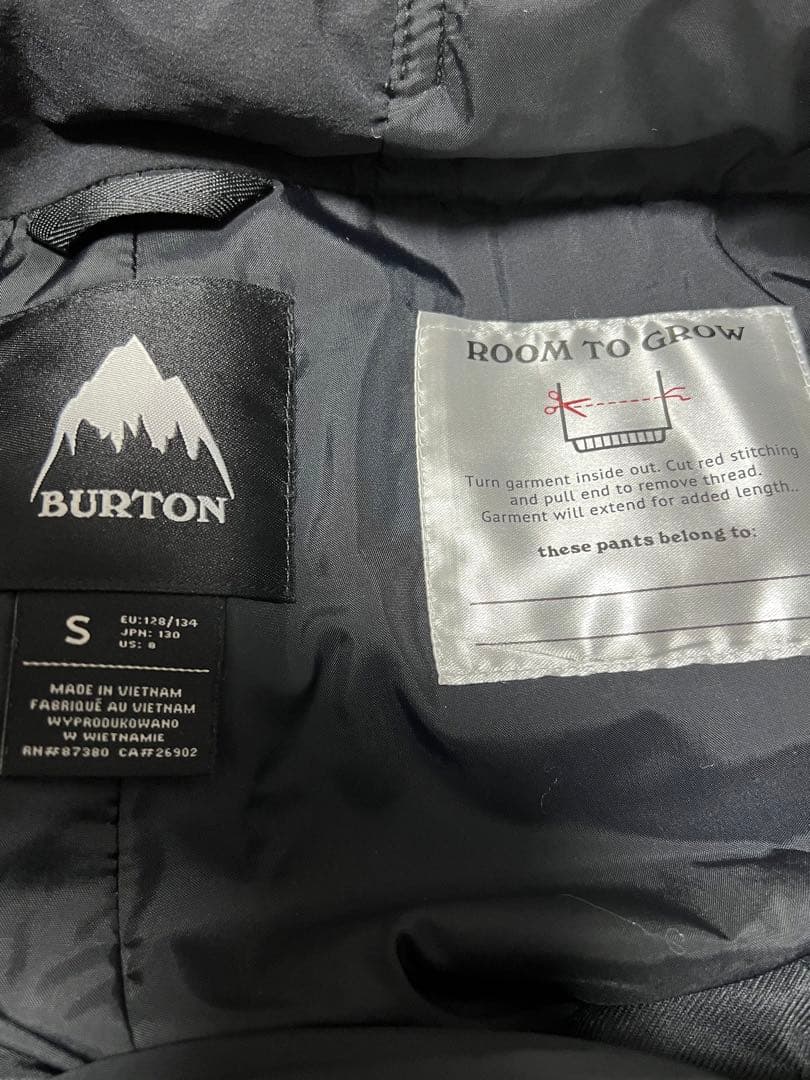 BURTON
S
EU:128/134
JPN: 130
US: 8
MADE IN VIETNAM
FABRIQUÉ AU VIETNAM
WYPRODUKOWANO
W WIETNAMIE
RN#87380 CA#26902
ROOM TO GROW
Turn garment inside out. Cut red stitching
and pull end to remove thread.
Garment will extend for added length..
these pants belong to: